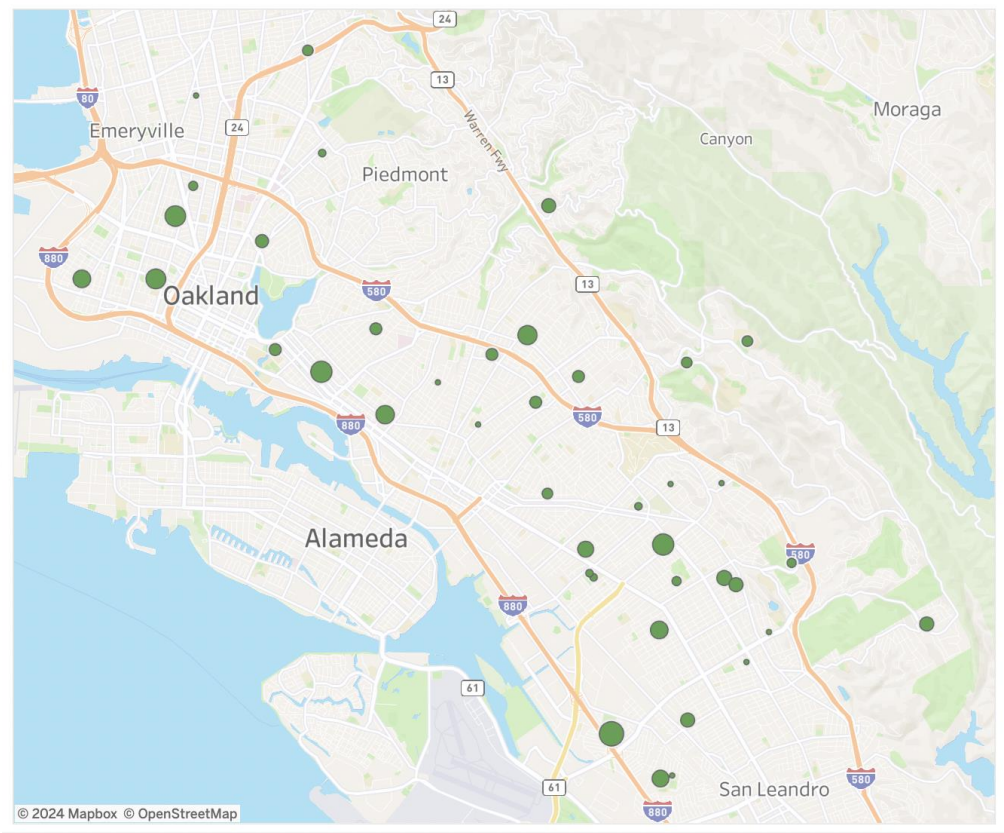 24
13
80
Moraga
24
Emeryville
Canyon
Warren Fwy
Piedmont
880
13
580
Oakland
580
880
13
Alameda
580
880
61
580
61
San Leandro
880
© 2024 Mapbox © OpenStreetMap